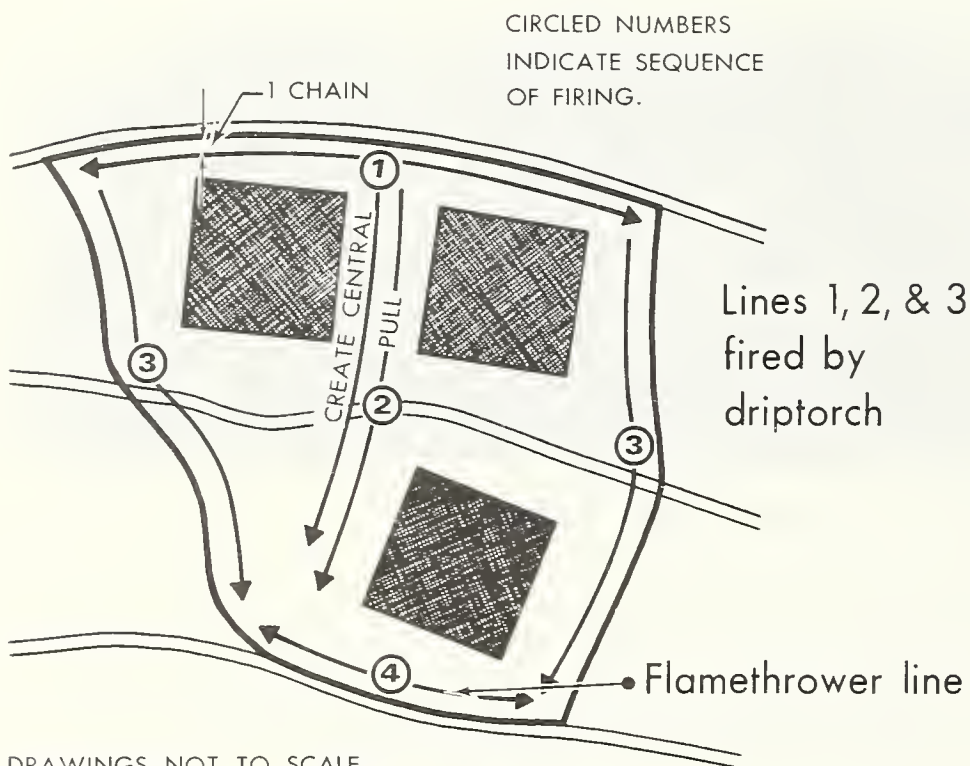 CIRCLED NUMBERS
INDICATE SEQUENCE
OF FIRING.
1 CHAIN
1
CREATE CENTRAL
PULL
2
3
3
Lines 1, 2, & 3
fired by
driptorch
4
Flamethrower line
DRAWINGS NOT TO SCALE